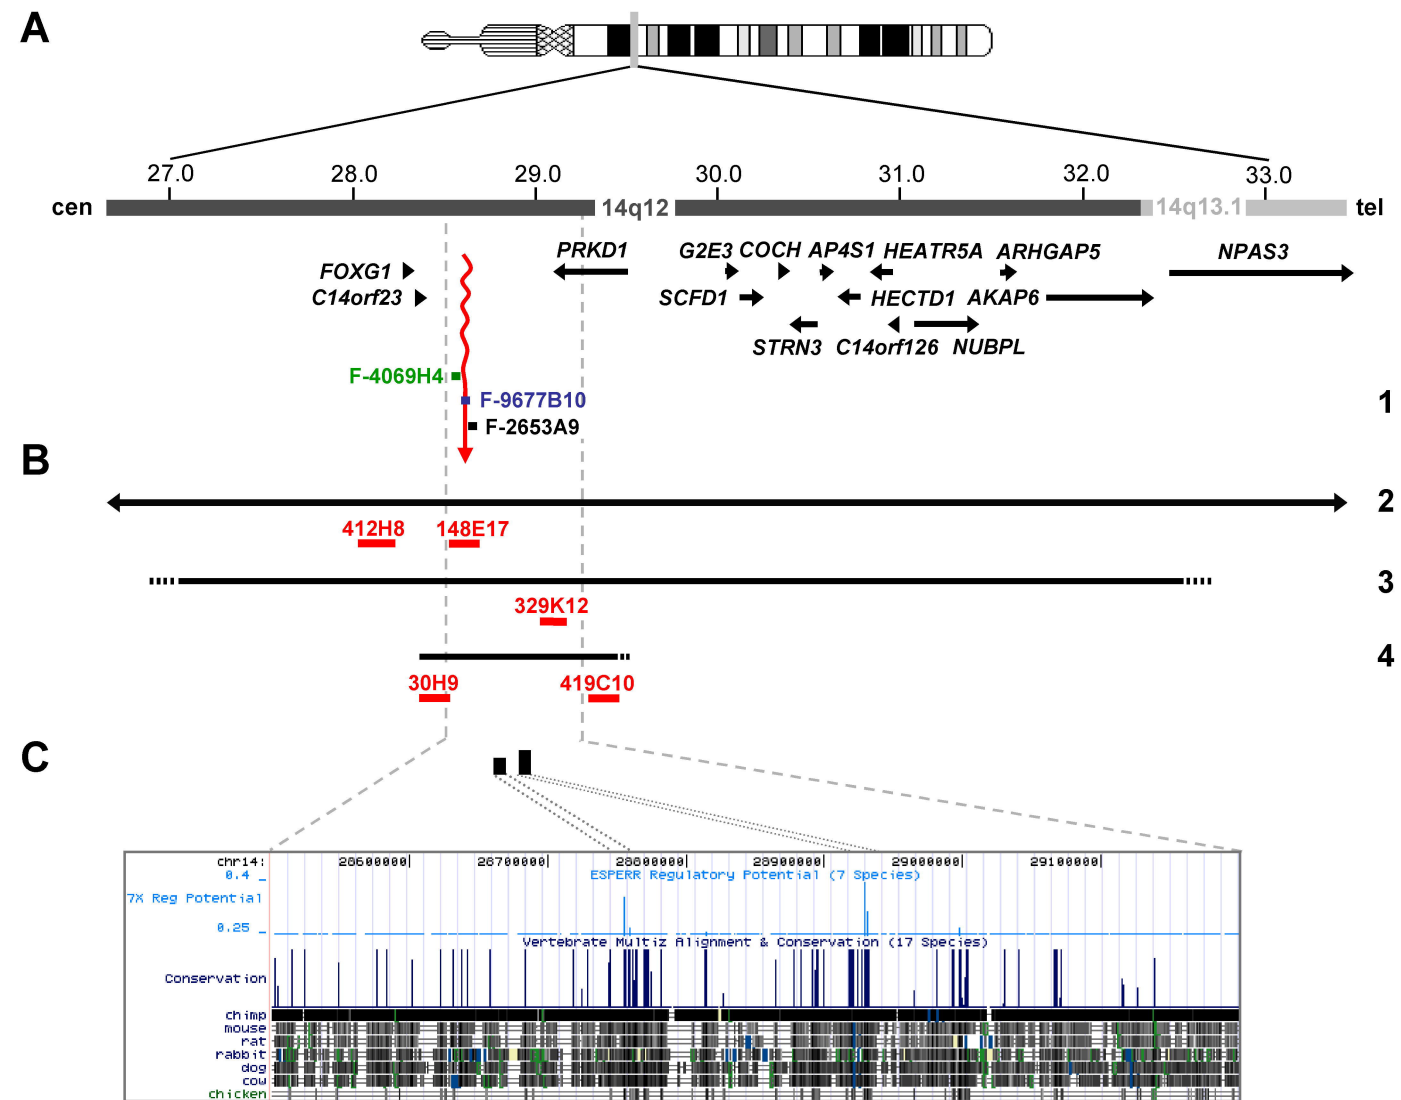 A
27.0 28.0 29.0 30.0 31.0 32.0 33.0
cen 14q12 14q13.1 tel
PRKD1 G2E3 COCH AP4S1 HEATR5A ARHGAP5 NPAS3
FOXG1
C14orf23 SCFD1 HECTD1 AKAP6
STRN3 C14orf126 NUBPL
F-4069H4
F-9677B10 1
F-2653A9
B
2
412H8 148E17
3
329K12
4
30H9 419C10
C
chr14: 28600000 28700000 28800000 28900000 29000000 29100000
0.4 ESPERR Regulatory Potential (7 Species)
7X Reg Potential
0.25
Vertebrate Multiz Alignment & Conservation (17 Species)
Conservation
chimp
mouse
rat
rabbit
dog
cow
chicken